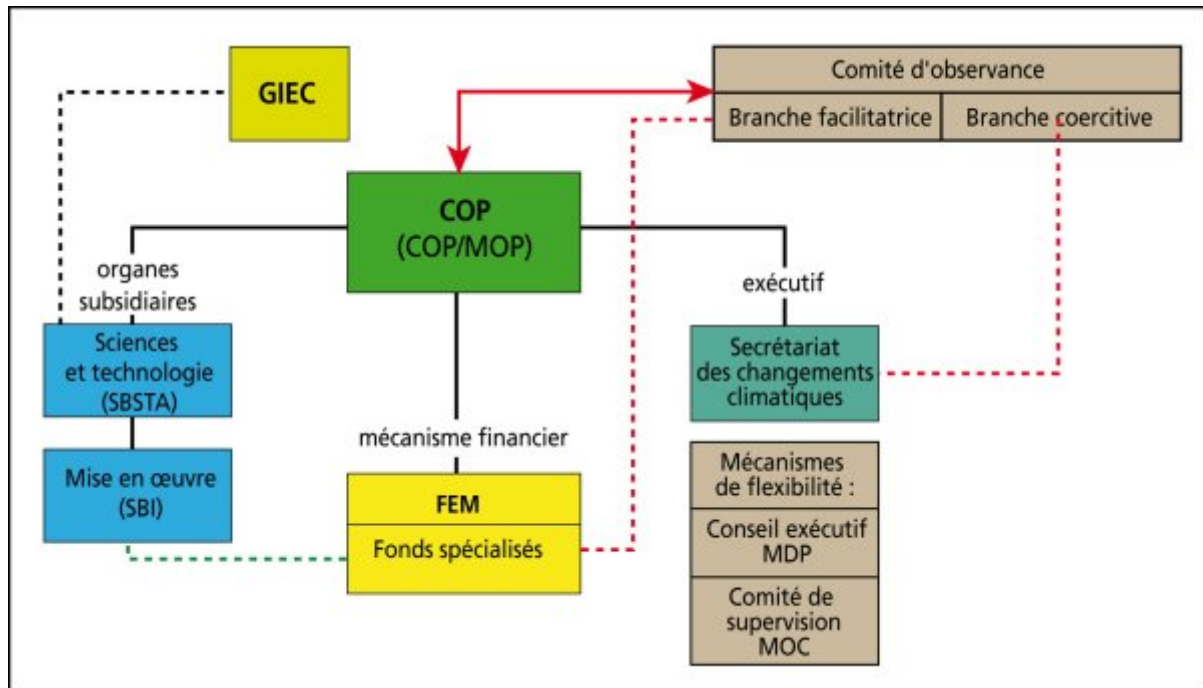 GIEC
Comité d'observance
Branche facilitatrice
Branche coercitive
COP
(COP/MOP)
organes
subsidiaires
exécutif
Sciences
et technologie
(SBSTA)
Secrétariat
des changements
climatiques
mécanisme financier
Mise en œuvre
(SBI)
FEM
Fonds spécialisés
Mécanismes
de flexibilité :
Conseil exécutif
MDP
Comité de
supervision
MOC